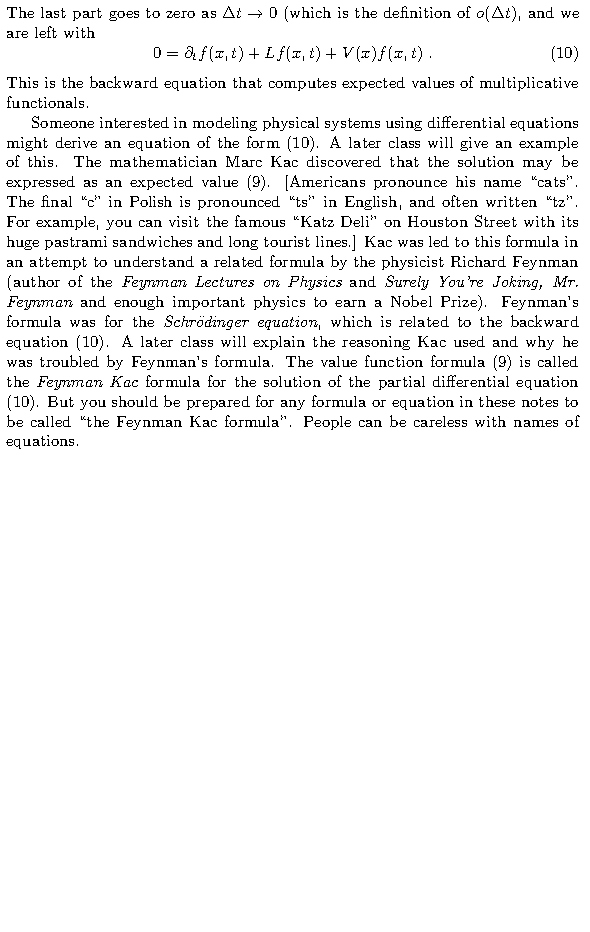 The last part goes to zero as Δt → 0 (which is the definition of o(Δt), and we
are left with
0 = ∂ₜf(x, t) + Lf(x, t) + V(x)f(x, t) . (10)
This is the backward equation that computes expected values of multiplicative
functionals.
Someone interested in modeling physical systems using differential equations
might derive an equation of the form (10). A later class will give an example
of this. The mathematician Marc Kac discovered that the solution may be
expressed as an expected value (9). [Americans pronounce his name “cats”.
The final “c” in Polish is pronounced “ts” in English, and often written “tz”.
For example, you can visit the famous “Katz Deli” on Houston Street with its
huge pastrami sandwiches and long tourist lines.] Kac was led to this formula in
an attempt to understand a related formula by the physicist Richard Feynman
(author of the Feynman Lectures on Physics and Surely You’re Joking, Mr.
Feynman and enough important physics to earn a Nobel Prize). Feynman’s
formula was for the Schrödinger equation, which is related to the backward
equation (10). A later class will explain the reasoning Kac used and why he
was troubled by Feynman’s formula. The value function formula (9) is called
the Feynman Kac formula for the solution of the partial differential equation
(10). But you should be prepared for any formula or equation in these notes to
be called “the Feynman Kac formula”. People can be careless with names of
equations.